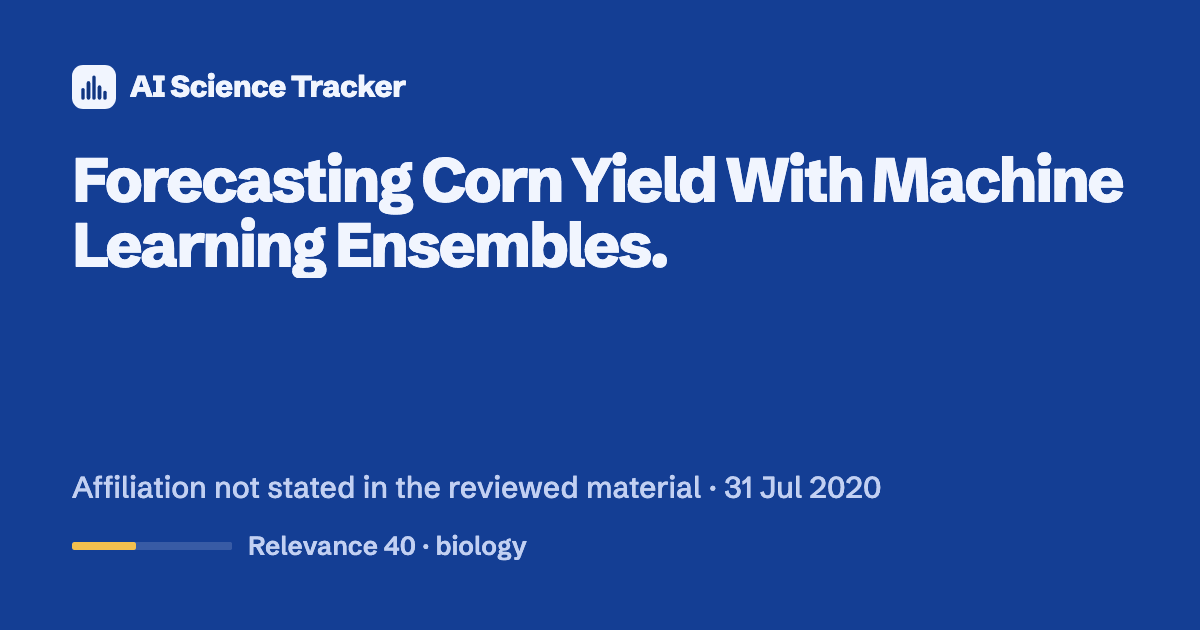 AI Science Tracker
Forecasting Corn Yield With Machine
Learning Ensembles.
Affiliation not stated in the reviewed material · 31 Jul 2020
Relevance 40 · biology